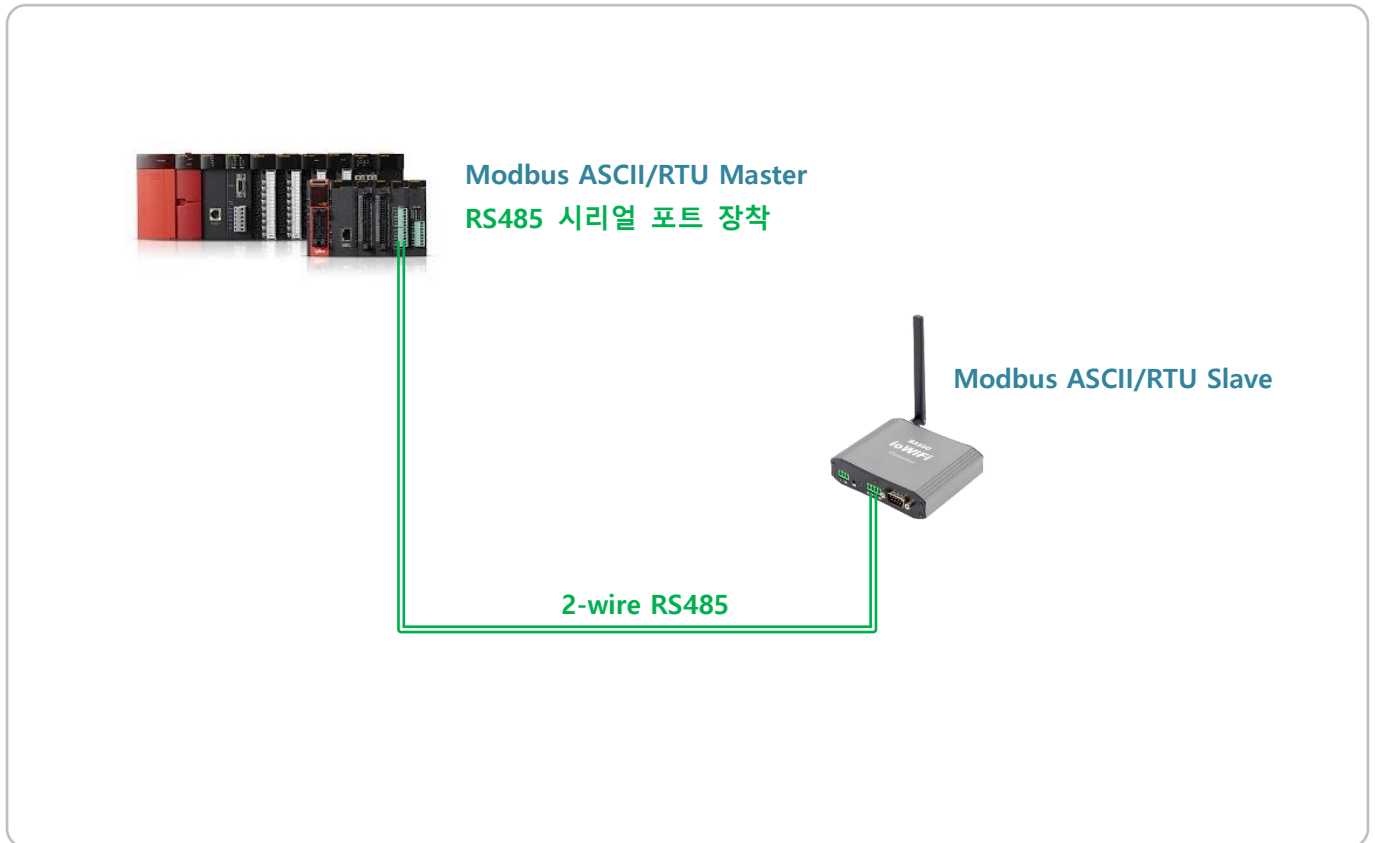 Modbus ASCII/RTU Master
RS485 시리얼 포트 장착
Modbus ASCII/RTU Slave
ioWiFi
2-wire RS485